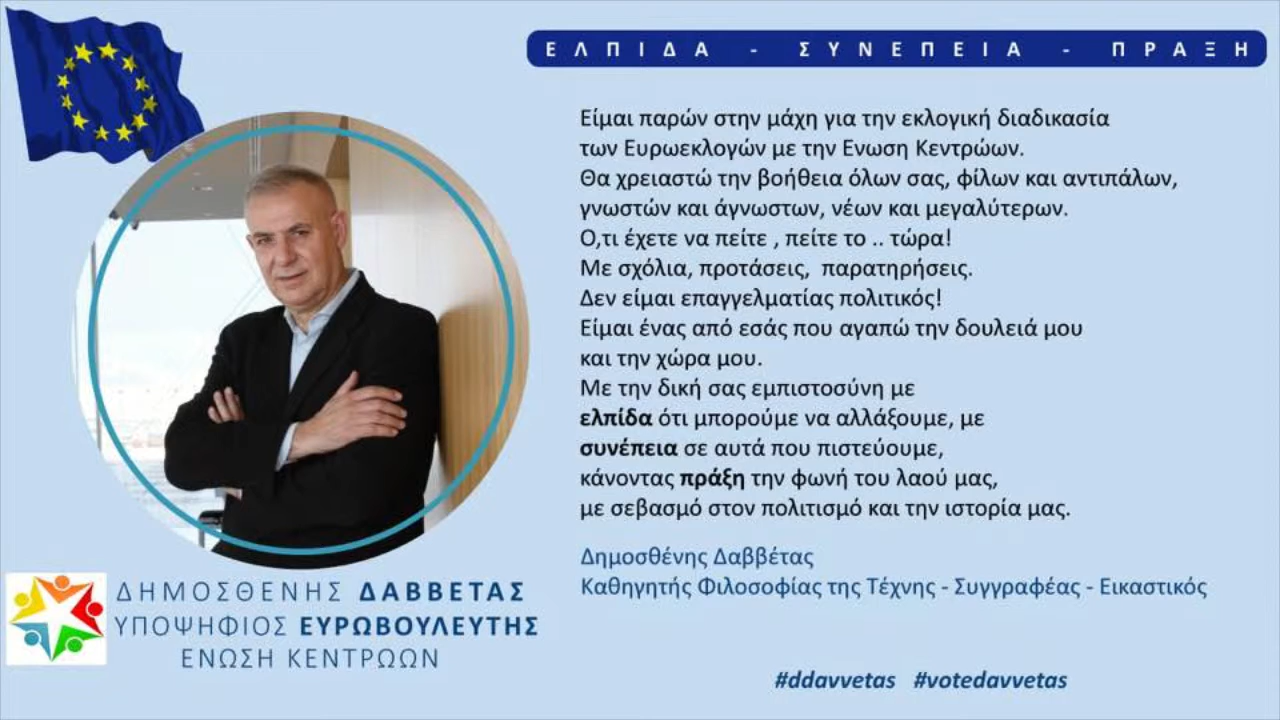 ΕΛΠΙΔΑ - ΣΥΝΕΠΕΙΑ - ΠΡΑΞΗ
Είμαι παρών στην μάχη για την εκλογική διαδικασία
των Ευρωεκλογών με την Ενωση Κεντρώων.
Θα χρειαστώ την βοήθεια όλων σας, φίλων και αντιπάλων,
γνωστών και άγνωστων, νέων και μεγαλύτερων.
Ο,τι έχετε να πείτε , πείτε το .. τώρα!
Με σχόλια, προτάσεις, παρατηρήσεις.
Δεν είμαι επαγγελματίας πολιτικός!
Είμαι ένας από εσάς που αγαπώ την δουλειά μου
και την χώρα μου.
Με την δική σας εμπιστοσύνη με
ελπίδα ότι μπορούμε να αλλάξουμε, με
συνέπεια σε αυτά που πιστεύουμε,
κάνοντας πράξη την φωνή του λαού μας,
με σεβασμό στον πολιτισμό και την ιστορία μας.
Δημοσθένης Δαββέτας
Καθηγητής Φιλοσοφίας της Τέχνης - Συγγραφέας - Εικαστικός
ΔΗΜΟΣΘΕΝΗΣ ΔΑΒΒΕΤΑΣ
ΥΠΟΨΗΦΙΟΣ ΕΥΡΩΒΟΥΛΕΥΤΗΣ
ΕΝΩΣΗ ΚΕΝΤΡΩΩΝ
#ddavvetas #votedavvetas